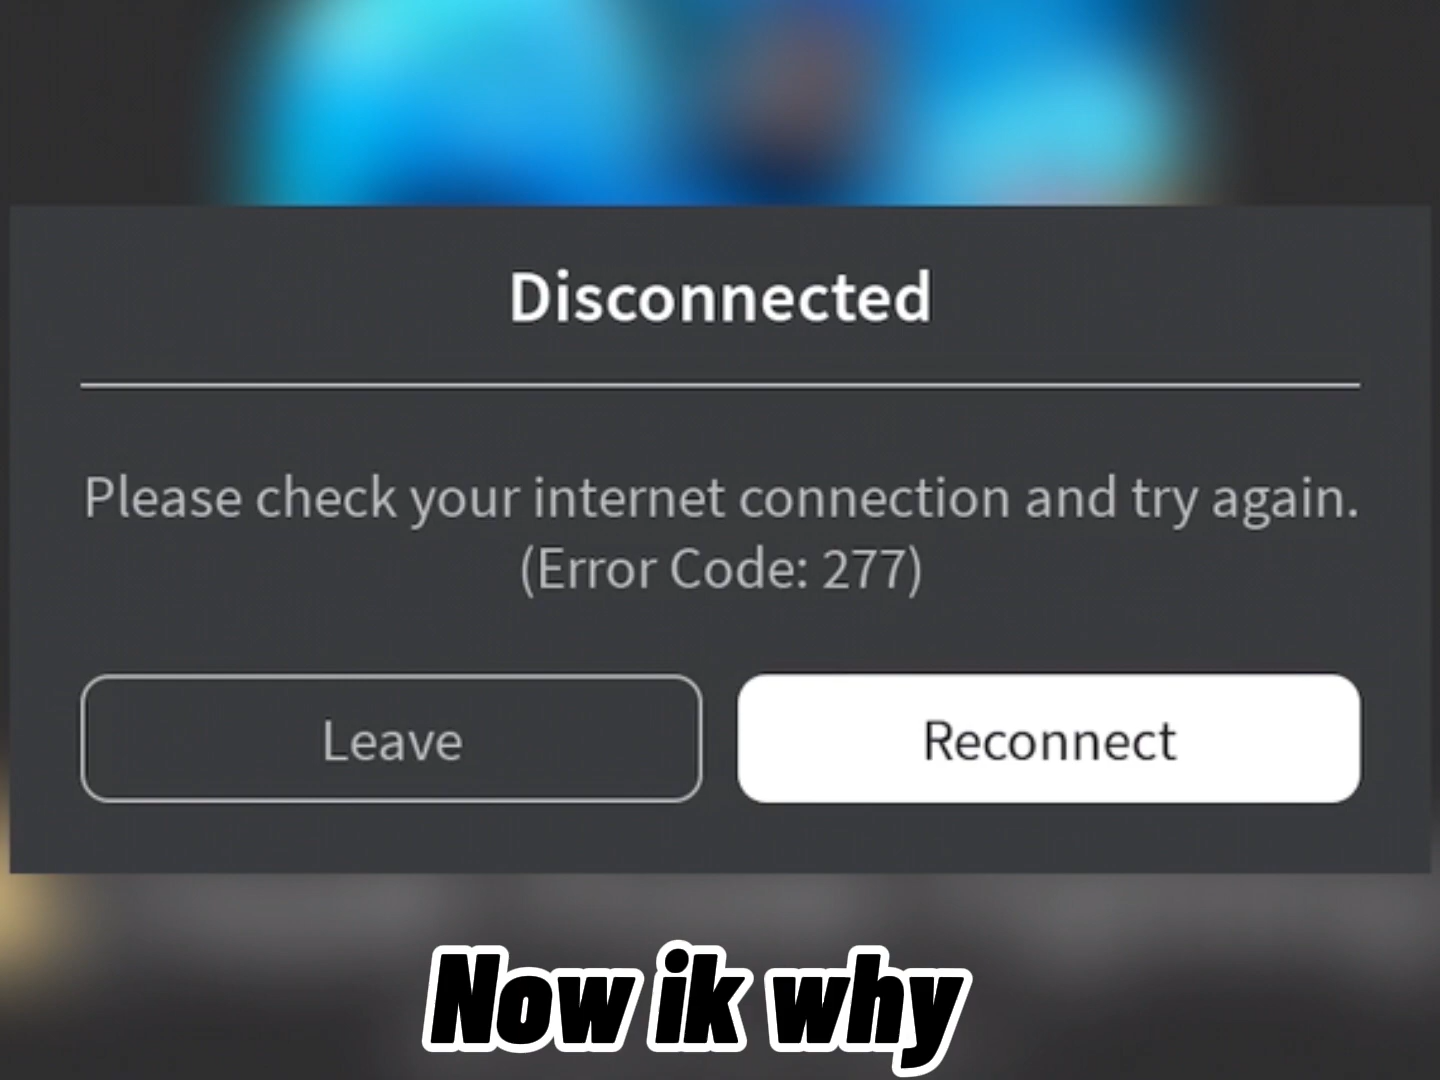 Disconnected
Please check your internet connection and try again.
(Error Code: 277)
Leave
Reconnect
Now ik why